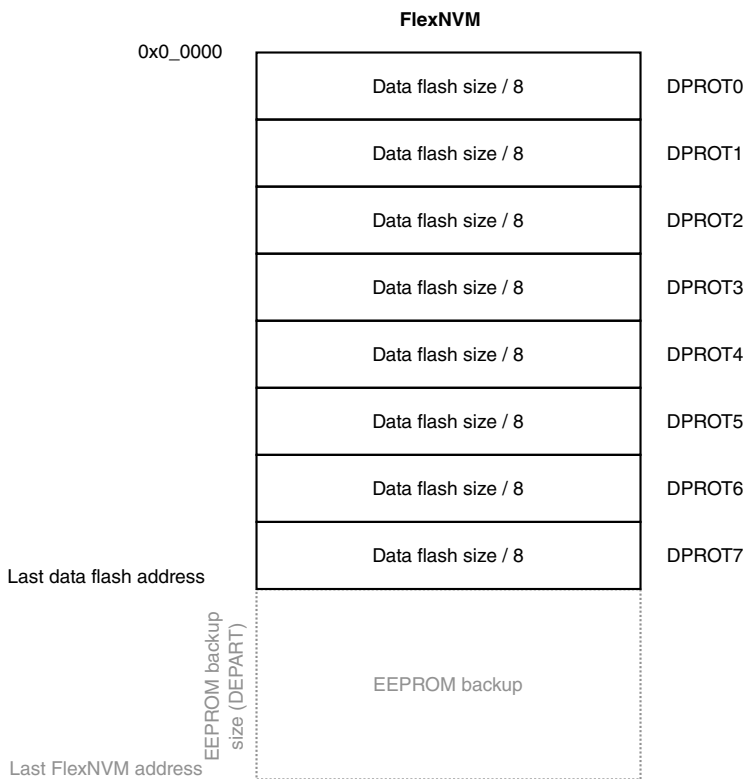 FlexNVM
0x0_0000
Data flash size / 8 DPROT0
Data flash size / 8 DPROT1
Data flash size / 8 DPROT2
Data flash size / 8 DPROT3
Data flash size / 8 DPROT4
Data flash size / 8 DPROT5
Data flash size / 8 DPROT6
Data flash size / 8 DPROT7
Last data flash address
EEPROM backup
size (DEPART)
EEPROM backup
Last FlexNVM address